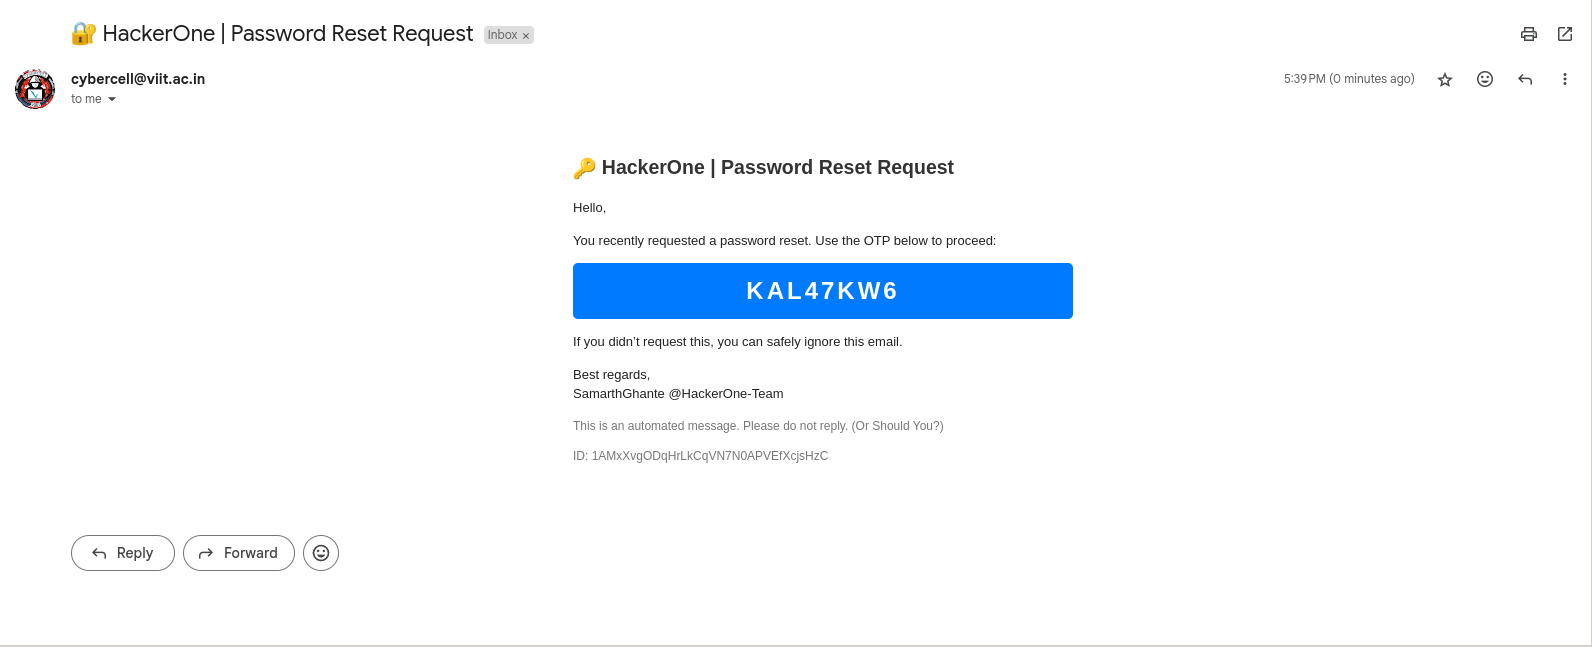 🔐 HackerOne | Password Reset Request Inbox ×
cybercell@viit.ac.in 5:39 PM (0 minutes ago)
to me
🔑 HackerOne | Password Reset Request
Hello,
You recently requested a password reset. Use the OTP below to proceed:
KAL47KW6
If you didn’t request this, you can safely ignore this email.
Best regards,
SamarthGhante @HackerOne-Team
This is an automated message. Please do not reply. (Or Should You?)
ID: 1AMxXvgODqHrLkCqVN7N0APVEfXcjsHzC
Reply Forward